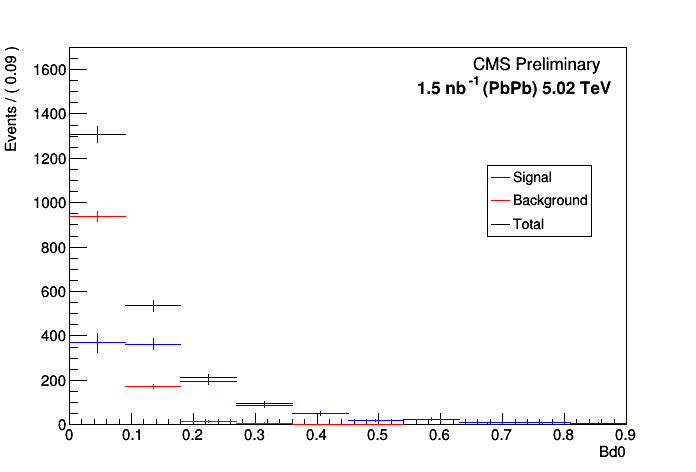 CMS Preliminary
1.5 nb-1 (PbPb) 5.02 TeV
Events / ( 0.09 )
1600
1400
1200
1000
800
600
400
200
0
Signal
Background
Total
0 0.1 0.2 0.3 0.4 0.5 0.6 0.7 0.8 0.9
Bd0